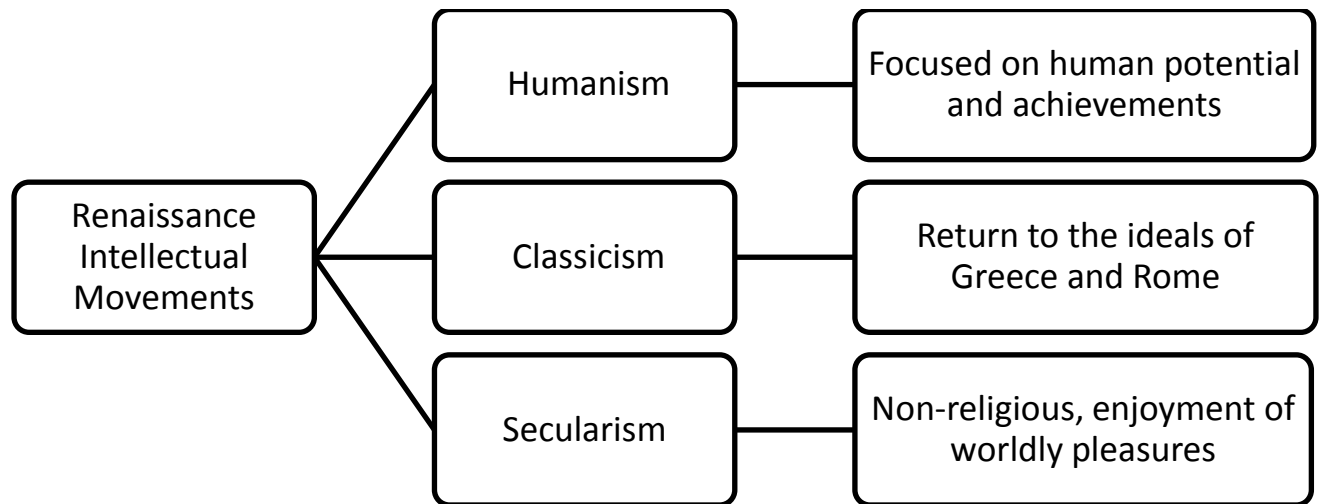 Renaissance
Intellectual
Movements
Humanism
Focused on human potential
and achievements
Classicism
Return to the ideals of
Greece and Rome
Secularism
Non-religious, enjoyment of
worldly pleasures